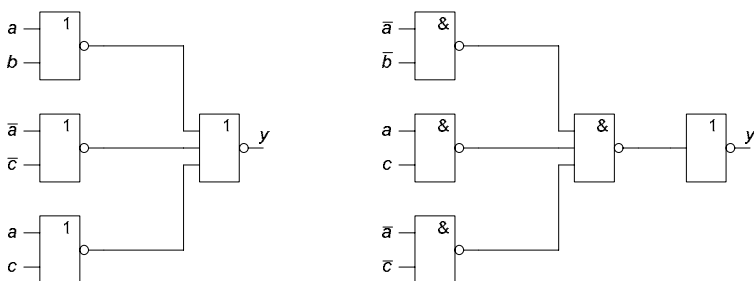 a 1 a̅ &
b b̅
a̅ 1 1 y a & & 1 y
c̅ c
a 1 a̅ &
c c̅